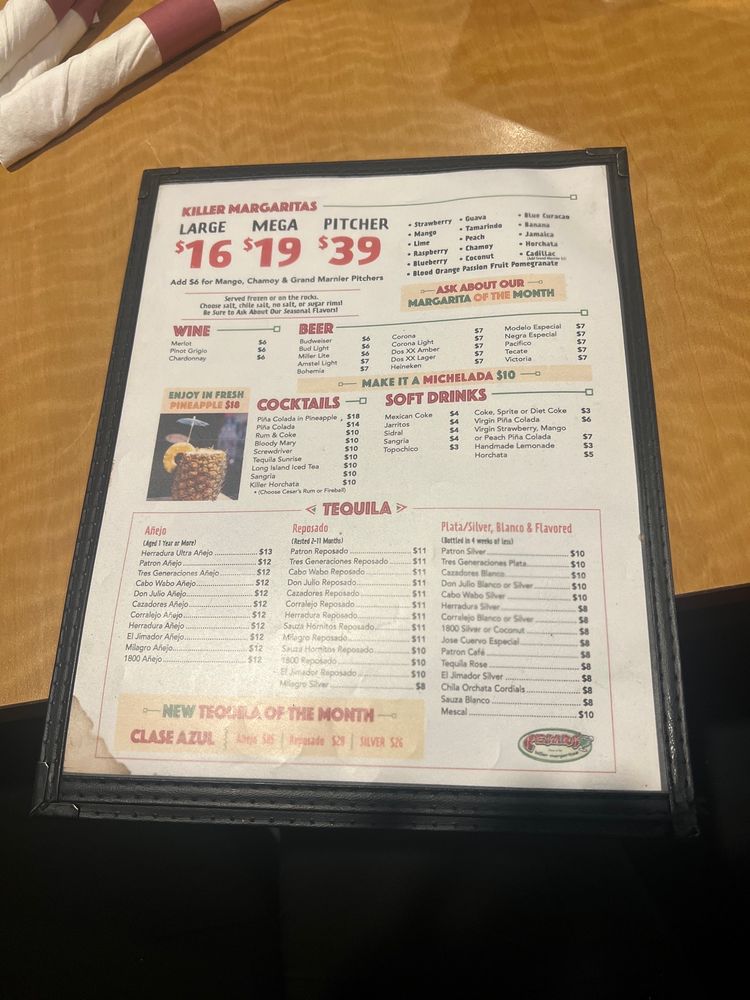 KILLER MARGARITAS
LARGE MEGA PITCHER
$16 $19 $39
Add $6 for Mango, Chamoy & Grand Marnier Pitchers
Served frozen or on the rocks.
Choose salt, chile salt, no salt, or sugar rims!
Be Sure to Ask About Our Seasonal Flavors!
• Strawberry
• Mango
• Lime
• Raspberry
• Blueberry
• Guava
• Tamarindo
• Peach
• Chamoy
• Coconut
• Blue Curacao
• Banana
• Jamaica
• Horchata
• Cadillac
• Blood Orange Passion Fruit Pomegranate
ASK ABOUT OUR
MARGARITA OF THE MONTH
WINE
Merlot $6
Pinot Grigio $6
Chardonnay $6
BEER
Budweiser $6
Bud Light $6
Miller Lite $6
Amstel Light $7
Bohemia $7
Corona $7
Corona Light $7
Dos XX Amber $7
Dos XX Lager $7
Heineken $7
Modelo Especial $7
Negra Especial $7
Pacifico $7
Tecate $7
Victoria $7
MAKE IT A MICHELADA $10
ENJOY IN FRESH
PINEAPPLE $18
COCKTAILS
Piña Colada in Pineapple $18
Piña Colada $14
Rum & Coke $10
Bloody Mary $10
Screwdriver $10
Tequila Sunrise $10
Long Island Iced Tea $10
Sangria $10
Killer Horchata $10
* (Choose Cesar's Rum or Fireball)
SOFT DRINKS
Mexican Coke $4
Jarritos $4
Sidral $4
Sangria $4
Topochico $3
Coke, Sprite or Diet Coke $3
Virgin Piña Colada $6
Virgin Strawberry, Mango
or Peach Piña Colada $7
Handmade Lemonade $3
Horchata $5
TEQUILA
Añejo
(Aged 1 Year or More)
Herradura Ultra Añejo $13
Patron Añejo $12
Tres Generaciones Añejo $12
Cabo Wabo Añejo $12
Don Julio Añejo $12
Cazadores Añejo $12
Corralejo Añejo $12
Herradura Añejo $12
El Jimador Añejo $12
Milagro Añejo $12
1800 Añejo $12
Reposado
(Rested 2-11 Months)
Patron Reposado $11
Tres Generaciones Reposado $11
Cabo Wabo Reposado $11
Don Julio Reposado $11
Cazadores Reposado $11
Corralejo Reposado $11
Herradura Reposado $11
Sauza Hornitos Reposado $11
Milagro Reposado $11
Sauza Hornitos Reposado $10
1800 Reposado $10
El Jimador Reposado $10
Milagro Silver $8
Plata/Silver, Blanco & Flavored
(Bottled in 4 weeks of less)
Patron Silver $10
Tres Generaciones Plata $10
Cazadores Blanco $10
Don Julio Blanco or Silver $10
Cabo Wabo Silver $10
Herradura Silver $8
Corralejo Blanco or Silver $8
1800 Silver or Coconut $8
Jose Cuervo Especial $8
Patron Café $8
Tequila Rose $8
El Jimador Silver $8
Chila Orchata Cordials $8
Sauza Blanco $8
Mescal $10
NEW TEQUILA OF THE MONTH
CLASE AZUL Añejo Reposado SILVER $26
killer margaritas